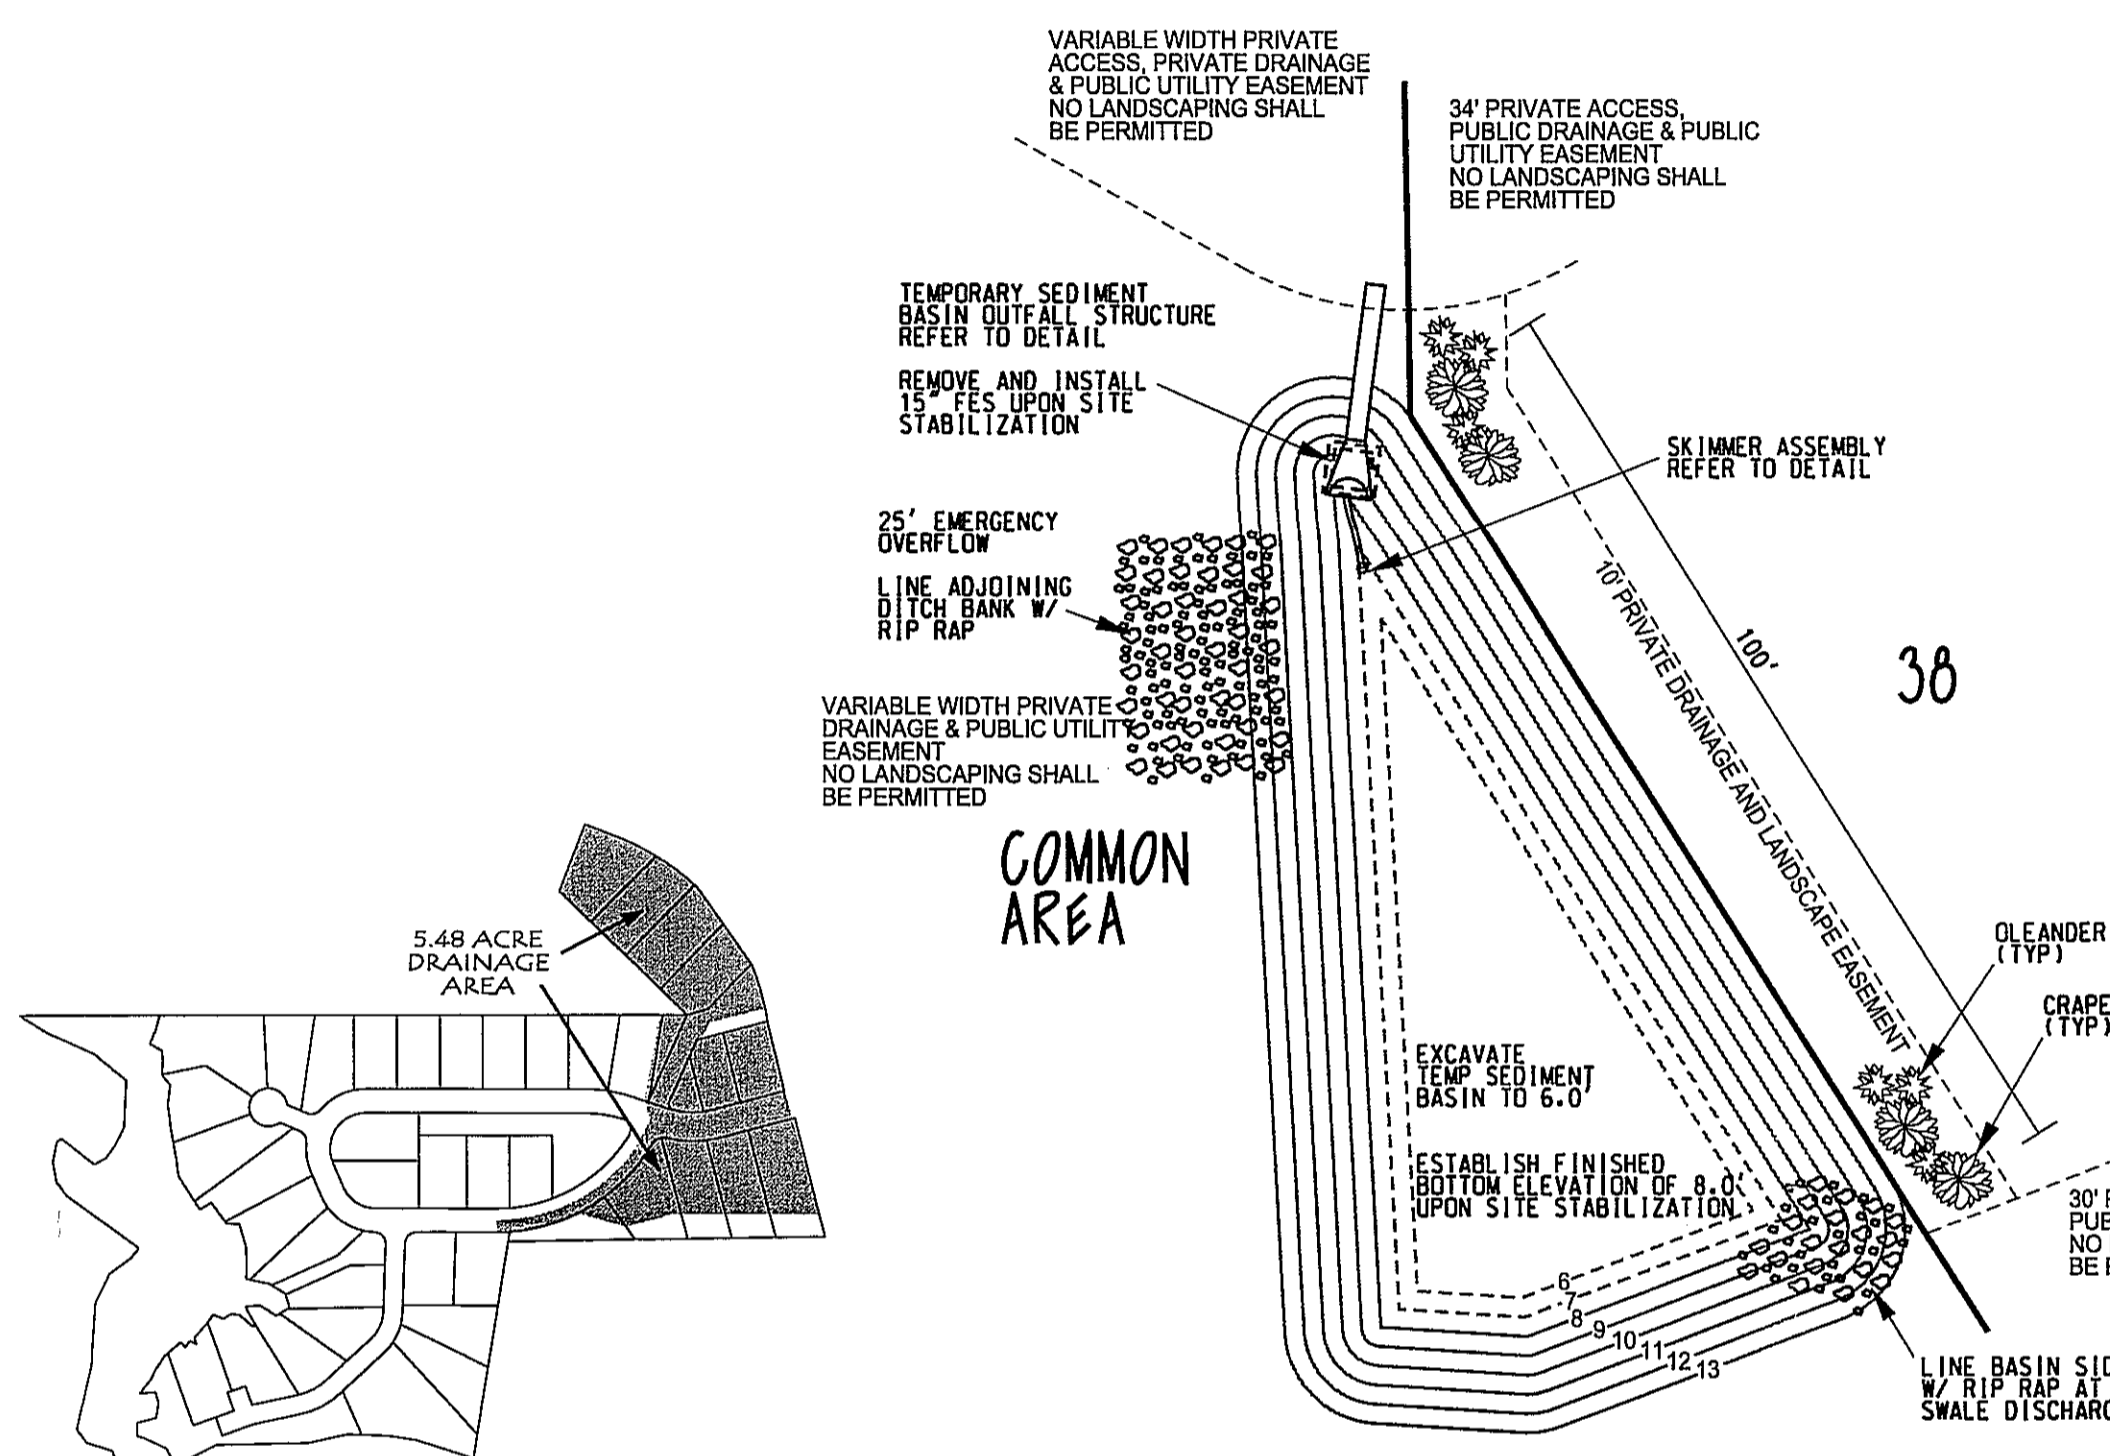 VARIABLE WIDTH PRIVATE
ACCESS, PRIVATE DRAINAGE
& PUBLIC UTILITY EASEMENT
NO LANDSCAPING SHALL
BE PERMITTED
34' PRIVATE ACCESS,
PUBLIC DRAINAGE & PUBLIC
UTILITY EASEMENT
NO LANDSCAPING SHALL
BE PERMITTED
TEMPORARY SEDIMENT
BASIN OUTFALL STRUCTURE
REFER TO DETAIL
REMOVE AND INSTALL
15" FES UPON SITE
STABILIZATION
SKIMMER ASSEMBLY
REFER TO DETAIL
25' EMERGENCY
OVERFLOW
LINE ADJOINING
DITCH BANK W/
RIP RAP
10' PRIVATE DRAINAGE AND LANDSCAPE EASEMENT
100'
38
VARIABLE WIDTH PRIVATE
DRAINAGE & PUBLIC UTILITY
EASEMENT
NO LANDSCAPING SHALL
BE PERMITTED
COMMON
AREA
5.48 ACRE
DRAINAGE
AREA
OLEANDER
(TYP)
CRAPE
(TYP)
EXCAVATE
TEMP SEDIMENT
BASIN TO 6.0'
ESTABLISH FINISHED
BOTTOM ELEVATION OF 8.0'
UPON SITE STABILIZATION
30'
PUB
NO
BE
6
7
8
9
10
11
12
13
LINE BASIN SID
W/ RIP RAP AT
SWALE DISCHARG